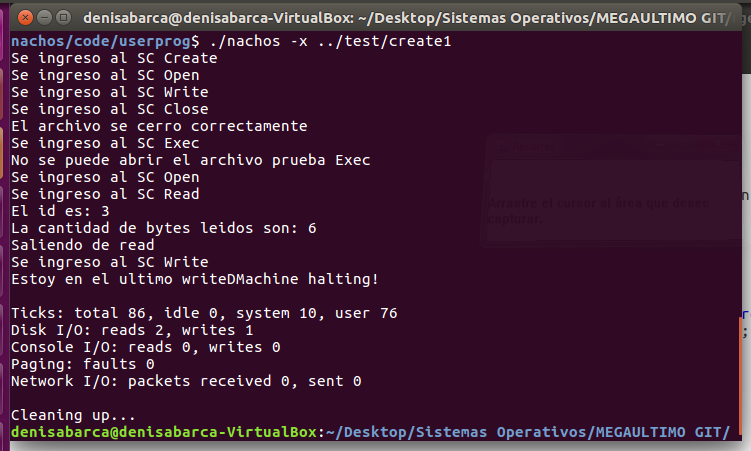 denisabarca@denisabarca-VirtualBox: ~/Desktop/Sistemas Operativos/MEGAULTIMO GIT/
nachos/code/userprog$ ./nachos -x ../test/create1
Se ingreso al SC Create
Se ingreso al SC Open
Se ingreso al SC Write
Se ingreso al SC Close
El archivo se cerro correctamente
Se ingreso al SC Exec
No se puede abrir el archivo prueba Exec
Se ingreso al SC Open
Se ingreso al SC Read
El id es: 3
La cantidad de bytes leidos son: 6
Saliendo de read
Se ingreso al SC Write
Estoy en el ultimo writeDMachine halting!
Ticks: total 86, idle 0, system 10, user 76
Disk I/O: reads 2, writes 1
Console I/O: reads 0, writes 0
Paging: faults 0
Network I/O: packets received 0, sent 0
Cleaning up...
denisabarca@denisabarca-VirtualBox:~/Desktop/Sistemas Operativos/MEGAULTIMO GIT/
Arrastre el cursor al área que desee
capturar.